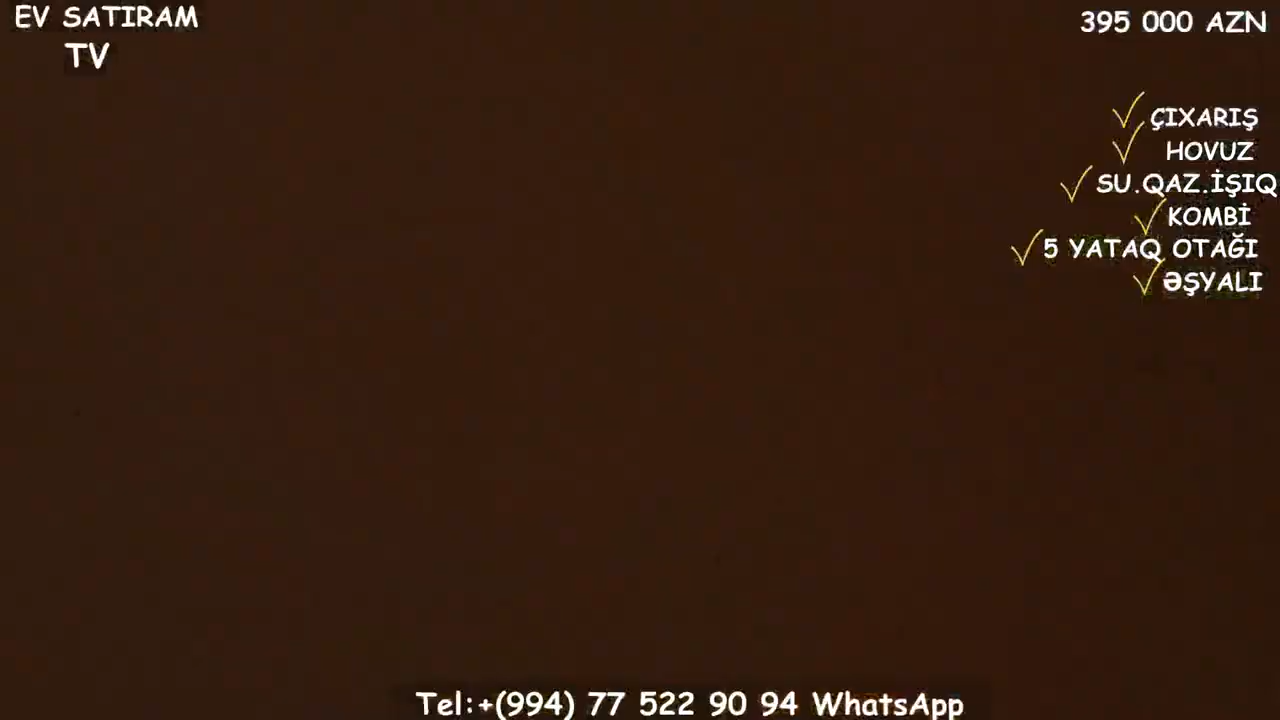 EV SATIRAM
TV
395 000 AZN
ÇIXARIŞ
HOVUZ
SU.QAZ.İŞIQ
KOMBİ
5 YATAQ OTAĞI
ƏŞYALI
Tel:+(994) 77 522 90 94 WhatsApp